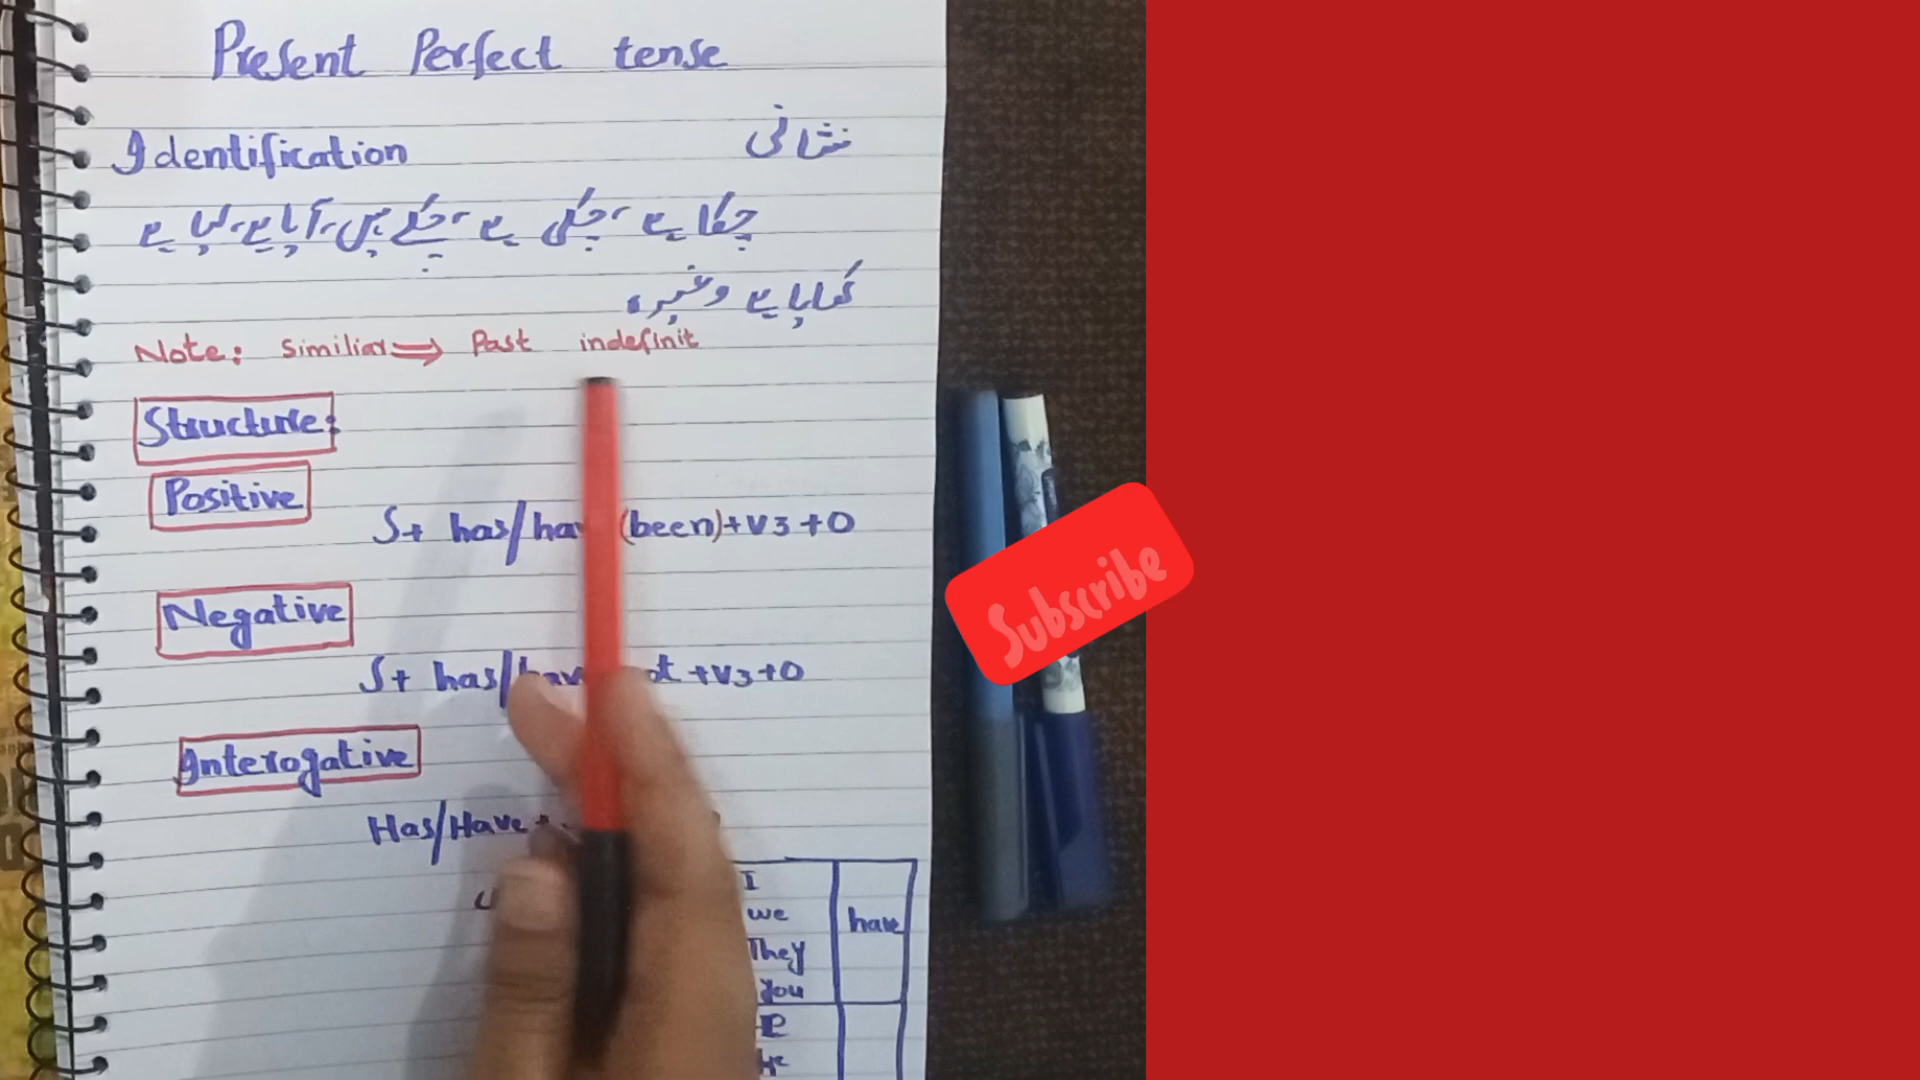 Present Perfect tense
Identification نشانی
چکا ہے، چکی ہے، چکے ہیں، آیا ہے، لیا ہے
کھایا ہے وغیرہ
Note: Similiar ⇒ Past indefinit
Structure:
Positive
S+ has/ha (been)+V3+O
Negative
S+ has/hav ot +V3+O
Interogative
Has/Have +
I
we
They
you
have
Subscribe